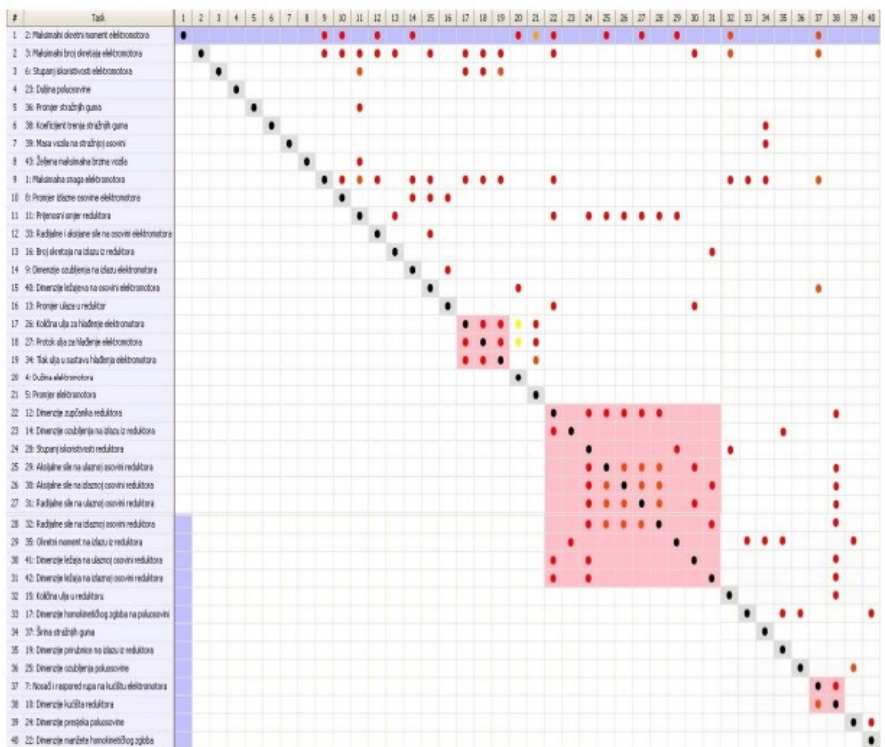 # Task 1 2 3 4 5 6 7 8 9 10 11 12 13 14 15 16 17 18 19 20 21 22 23 24 25 26 27 28 29 30 31 32 33 34 35 36 37 38 39 40
1 2: Maksimalni okretni moment elektromotora
2 3: Maksimalni broj okretaja elektromotora
3 6: Stupanj iskoristivosti elektromotora
4 23: Duljina poluosovine
5 36: Promjer stražnjih guma
6 38: Koeficijent trenja stražnjih guma
7 39: Masa vozila na stražnjoj osovini
8 43: Željena maksimalna brzina vozila
9 1: Maksimalna snaga elektromotora
10 8: Promjer izlazne osovine elektromotora
11 11: Prijenosni omjer reduktora
12 33: Radijalne i aksijalne sile na osovini elektromotora
13 16: Broj okretaja na izlazu iz reduktora
14 9: Dimenzije ozubljenja na izlazu elektromotora
15 40: Dimenzije ležajeva na osovini elektromotora
16 13: Promjer ulaza u reduktor
17 26: Količina ulja za hlađenje elektromotora
18 27: Protok ulja za hlađenje elektromotora
19 34: Tlak ulja u sustavu hlađenja elektromotora
20 4: Dužina elektromotora
21 5: Promjer elektromotora
22 12: Dimenzije zupčanika reduktora
23 14: Dimenzije ozubljenja na izlazu iz reduktora
24 28: Stupanj iskoristivosti reduktora
25 29: Aksijalne sile na ulaznoj osovini reduktora
26 30: Aksijalne sile na izlaznoj osovini reduktora
27 31: Radijalne sile na ulaznoj osovini reduktora
28 32: Radijalne sile na izlaznoj osovini reduktora
29 35: Okretni moment na izlazu iz reduktora
30 41: Dimenzije ležaja na ulaznoj osovini reduktora
31 42: Dimenzije ležaja na izlaznoj osovini reduktora
32 15: Količina ulja u reduktoru
33 17: Dimenzije homokinetičkog zgloba na poluosovini
34 37: Širina stražnjih guma
35 19: Dimenzije prirubnice na izlazu iz reduktora
36 25: Dimenzije ozubljenja poluosovine
37 7: Nosači i raspored rupa na kućištu elektromotora
38 10: Dimenzije kućišta reduktora
39 24: Dimenzije presjeka poluosovine
40 22: Dimenzije manžete homokinetičkog zgloba